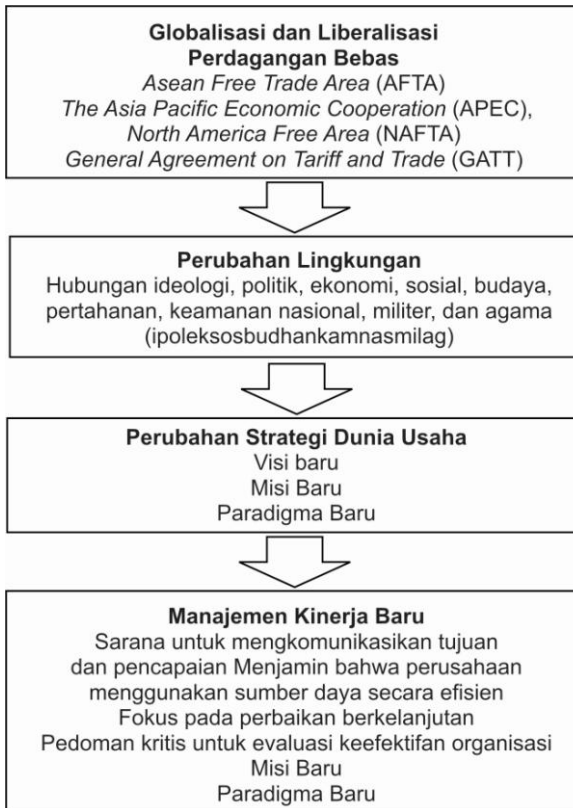 Globalisasi dan Liberalisasi
Perdagangan Bebas
Asean Free Trade Area (AFTA)
The Asia Pacific Economic Cooperation (APEC),
North America Free Area (NAFTA)
General Agreement on Tariff and Trade (GATT)
Perubahan Lingkungan
Hubungan ideologi, politik, ekonomi, sosial, budaya,
pertahanan, keamanan nasional, militer, dan agama
(ipoleksosbudhankamnasmilag)
Perubahan Strategi Dunia Usaha
Visi baru
Misi Baru
Paradigma Baru
Manajemen Kinerja Baru
Sarana untuk mengkomunikasikan tujuan
dan pencapaian Menjamin bahwa perusahaan
menggunakan sumber daya secara efisien
Fokus pada perbaikan berkelanjutan
Pedoman kritis untuk evaluasi keefektifan organisasi
Misi Baru
Paradigma Baru